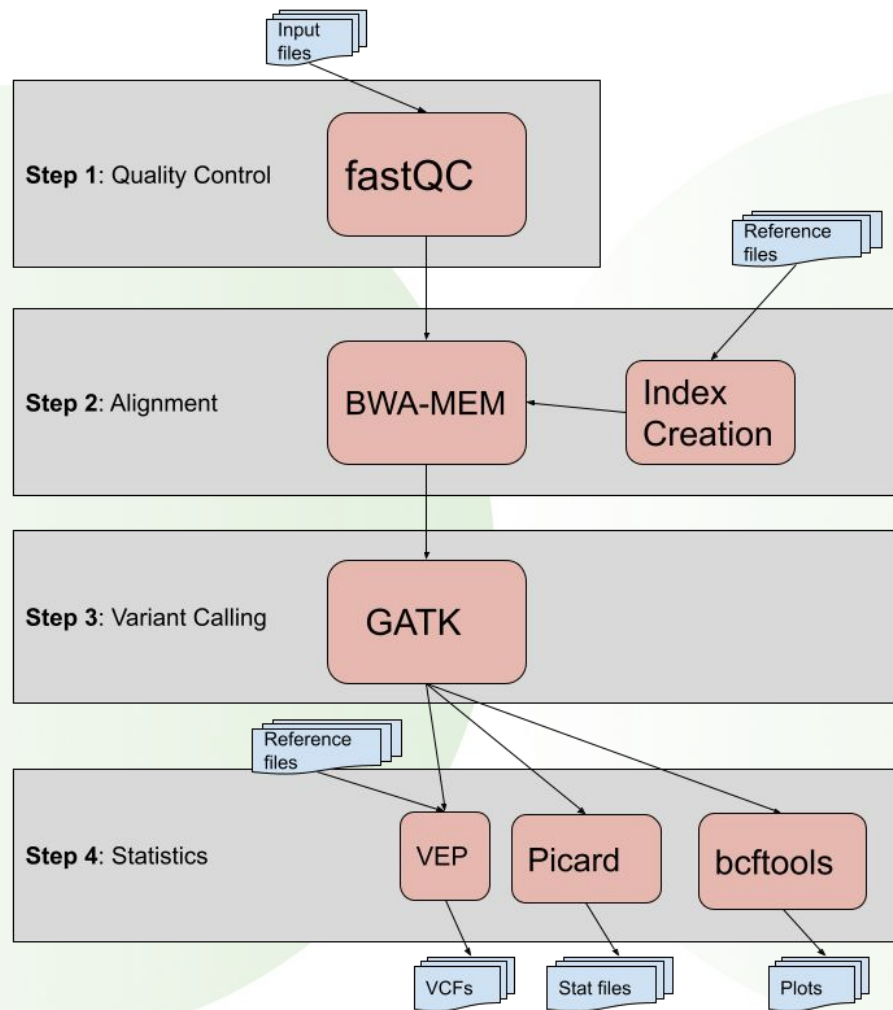 Input
files
Step 1: Quality Control
fastQC
Reference
files
Step 2: Alignment
BWA-MEM
Index
Creation
Step 3: Variant Calling
GATK
Reference
files
Step 4: Statistics
VEP
Picard
bcftools
VCFs
Stat files
Plots